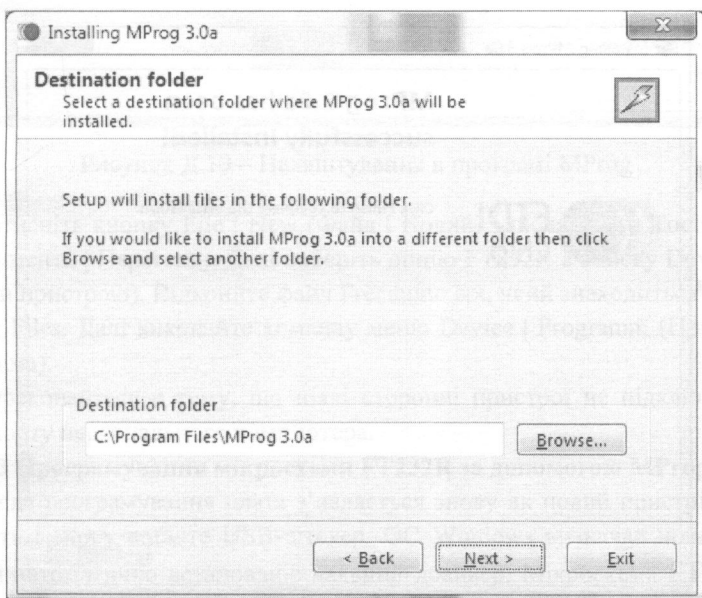 Installing MProg 3.0a
Destination folder
Select a destination folder where MProg 3.0a will be
installed.
Setup will install files in the following folder.
If you would like to install MProg 3.0a into a different folder then click
Browse and select another folder.
Destination folder
C:\Program Files\MProg 3.0a
Browse...
< Back
Next >
Exit